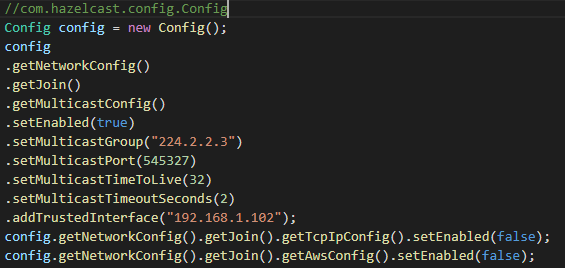 //com.hazelcast.config.Config
Config config = new Config();
config
.getNetworkConfig()
.getJoin()
.getMulticastConfig()
.setEnabled(true)
.setMulticastGroup("224.2.2.3")
.setMulticastPort(545327)
.setMulticastTimeToLive(32)
.setMulticastTimeoutSeconds(2)
.addTrustedInterface("192.168.1.102");
config.getNetworkConfig().getJoin().getTcpIpConfig().setEnabled(false);
config.getNetworkConfig().getJoin().getAwsConfig().setEnabled(false);